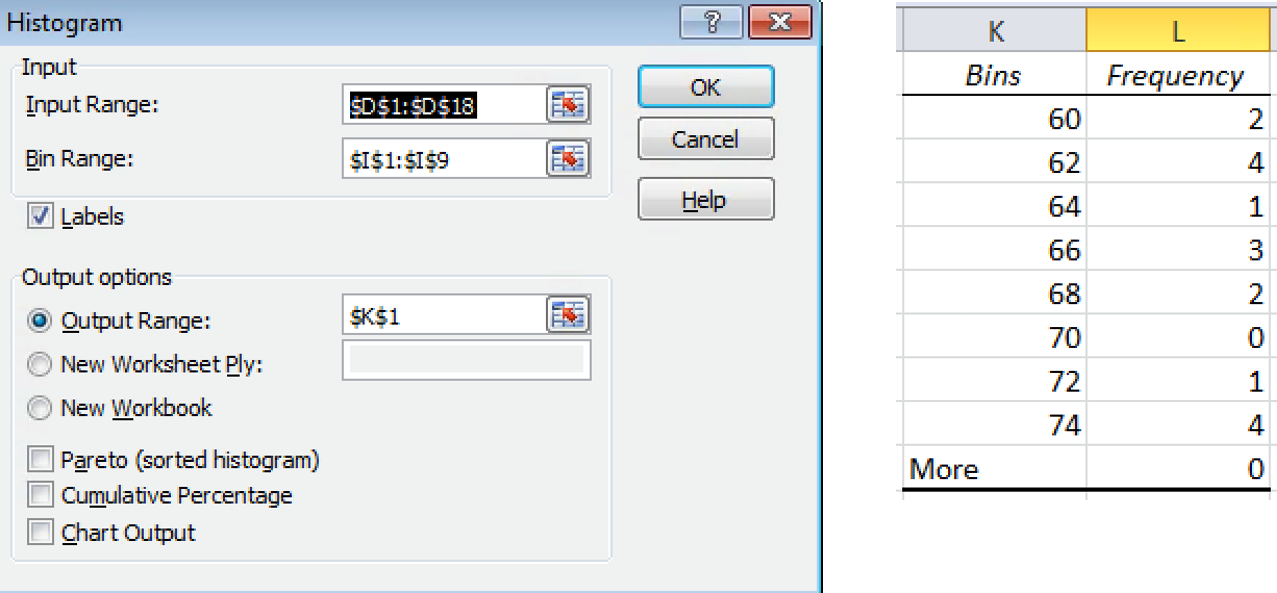 Histogram
?
Input
Input Range: $D$1:$D$18
Bin Range: $I$1:$I$9
Labels
Output options
Output Range: $K$1
New Worksheet Ply:
New Workbook
Pareto (sorted histogram)
Cumulative Percentage
Chart Output
OK
Cancel
Help
K L
Bins Frequency
60 2
62 4
64 1
66 3
68 2
70 0
72 1
74 4
More 0